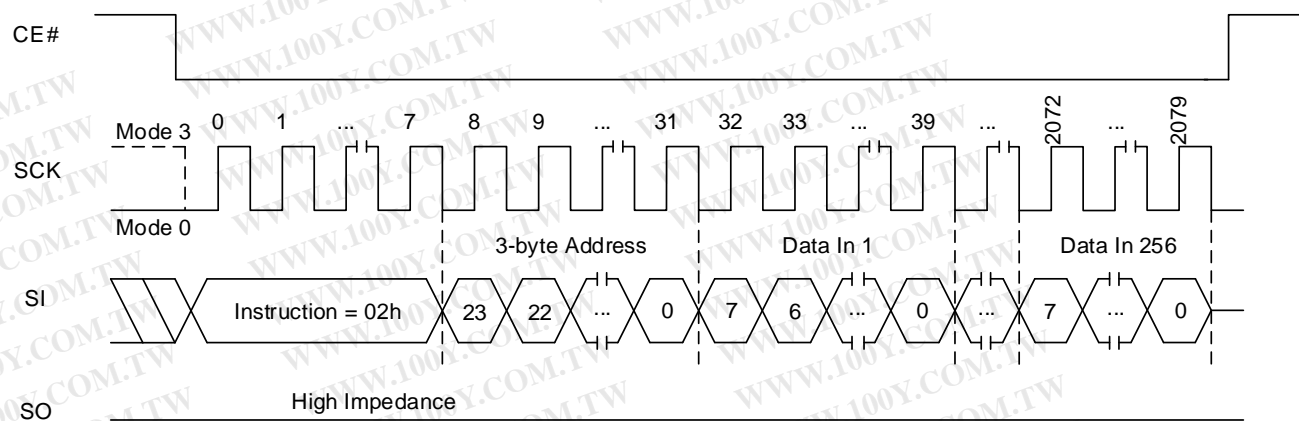 CE#
Mode 3
0 1 ... 7 8 9 ... 31 32 33 ... 39 ... 2072 ... 2079
SCK
Mode 0
3-byte Address Data In 1 Data In 256
SI
Instruction = 02h 23 22 ... 0 7 6 ... 0 ... 7 ... 0
SO
High Impedance
WWW.100Y.COM.TW